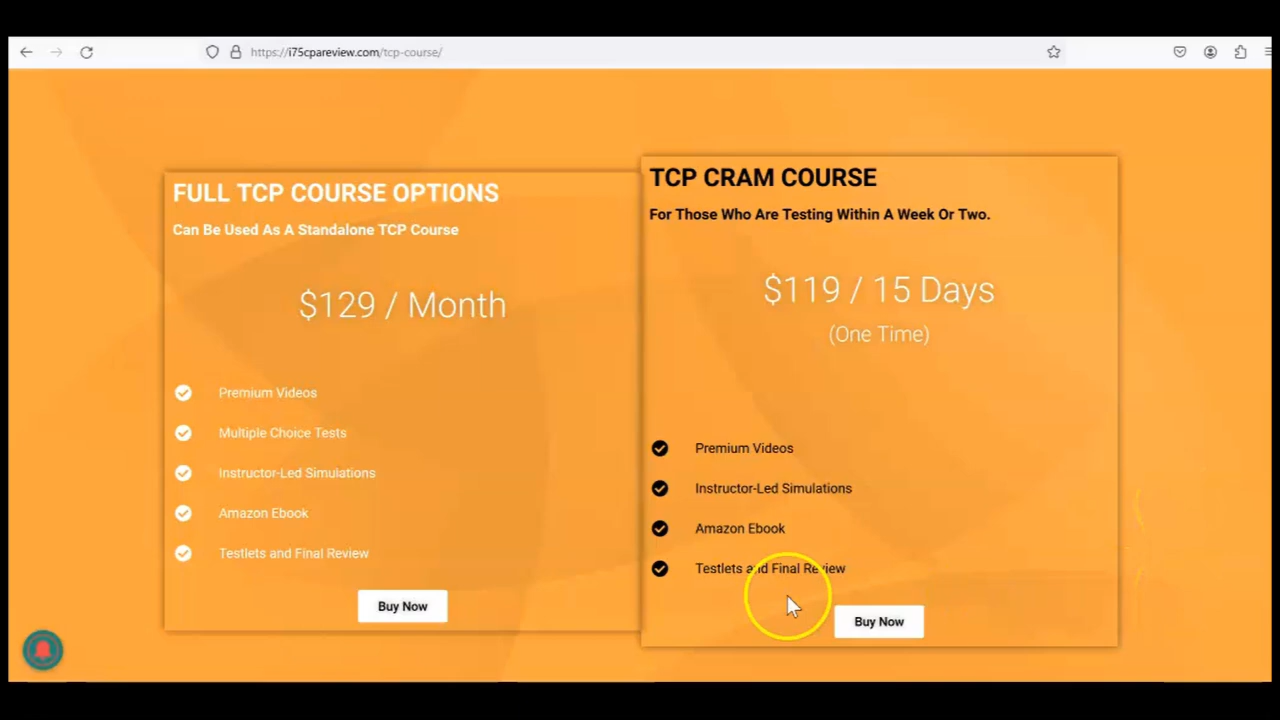 https://i75cpareview.com/tcp-course/
FULL TCP COURSE OPTIONS
Can Be Used As A Standalone TCP Course
$129 / Month
Premium Videos
Multiple Choice Tests
Instructor-Led Simulations
Amazon Ebook
Testlets and Final Review
Buy Now
TCP CRAM COURSE
For Those Who Are Testing Within A Week Or Two.
$119 / 15 Days
(One Time)
Premium Videos
Instructor-Led Simulations
Amazon Ebook
Testlets and Final Review
Buy Now